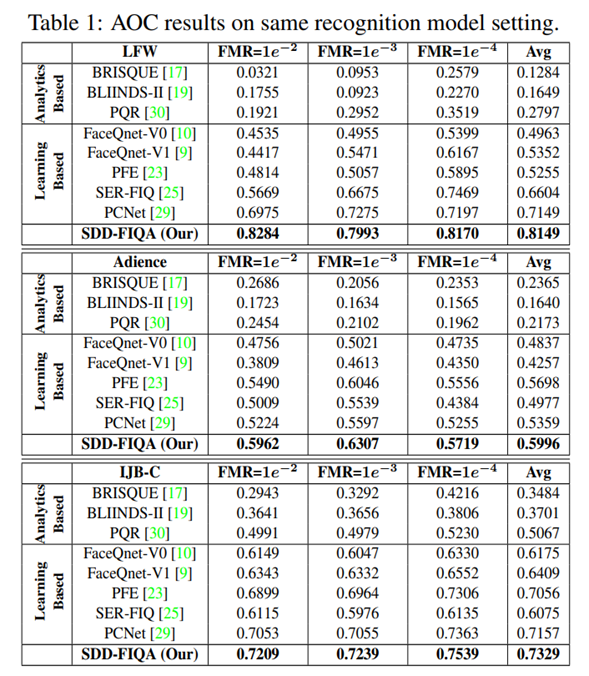 Table 1: AOC results on same recognition model setting.
LFW FMR=1e−2 FMR=1e−3 FMR=1e−4 Avg
Analytics Based
BRISQUE [17] 0.0321 0.0953 0.2579 0.1284
BLIINDS-II [19] 0.1755 0.0923 0.2270 0.1649
PQR [30] 0.1921 0.2952 0.3519 0.2797
Learning Based
FaceQnet-V0 [10] 0.4535 0.4955 0.5399 0.4963
FaceQnet-V1 [9] 0.4417 0.5471 0.6167 0.5352
PFE [23] 0.4814 0.5057 0.5895 0.5255
SER-FIQ [25] 0.5669 0.6675 0.7469 0.6604
PCNet [29] 0.6975 0.7275 0.7197 0.7149
SDD-FIQA (Our) 0.8284 0.7993 0.8170 0.8149
Adience FMR=1e−2 FMR=1e−3 FMR=1e−4 Avg
Analytics Based
BRISQUE [17] 0.2686 0.2056 0.2353 0.2365
BLIINDS-II [19] 0.1723 0.1634 0.1565 0.1640
PQR [30] 0.2454 0.2102 0.1962 0.2173
Learning Based
FaceQnet-V0 [10] 0.4756 0.5021 0.4735 0.4837
FaceQnet-V1 [9] 0.3809 0.4613 0.4350 0.4257
PFE [23] 0.5490 0.6046 0.5556 0.5698
SER-FIQ [25] 0.5009 0.5539 0.4384 0.4977
PCNet [29] 0.5224 0.5597 0.5255 0.5359
SDD-FIQA (Our) 0.5962 0.6307 0.5719 0.5996
IJB-C FMR=1e−2 FMR=1e−3 FMR=1e−4 Avg
Analytics Based
BRISQUE [17] 0.2943 0.3292 0.4216 0.3484
BLIINDS-II [19] 0.3641 0.3656 0.3806 0.3701
PQR [30] 0.4991 0.4979 0.5230 0.5067
Learning Based
FaceQnet-V0 [10] 0.6149 0.6047 0.6330 0.6175
FaceQnet-V1 [9] 0.6343 0.6332 0.6552 0.6409
PFE [23] 0.6899 0.6964 0.7306 0.7056
SER-FIQ [25] 0.6115 0.5976 0.6135 0.6075
PCNet [29] 0.7053 0.7055 0.7363 0.7157
SDD-FIQA (Our) 0.7209 0.7239 0.7539 0.7329